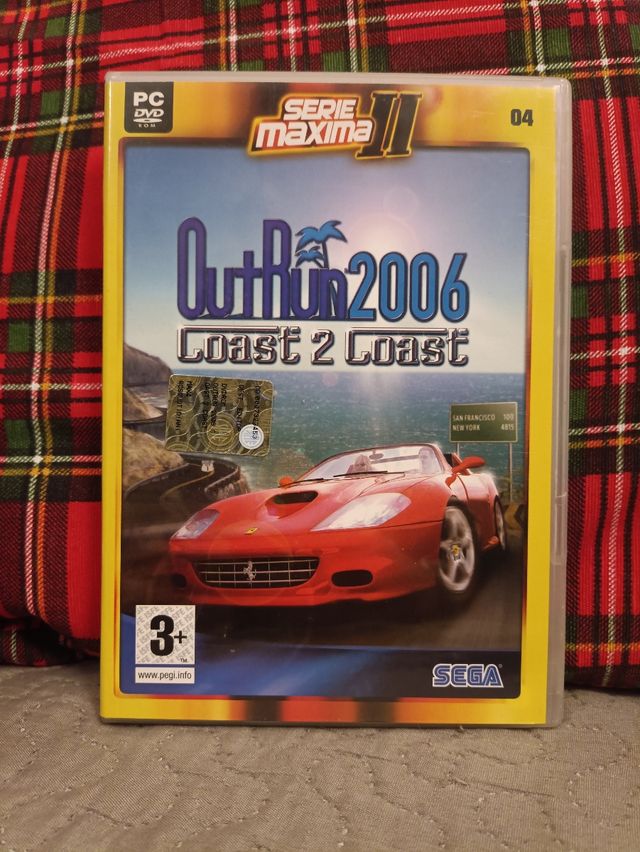 PC
DVD
ROM
SERIE
maxima II
04
OutRun2006
Coast 2 Coast
SAN FRANCISCO 100
NEW YORK 4815
3+
TM
www.pegi.info
SEGA